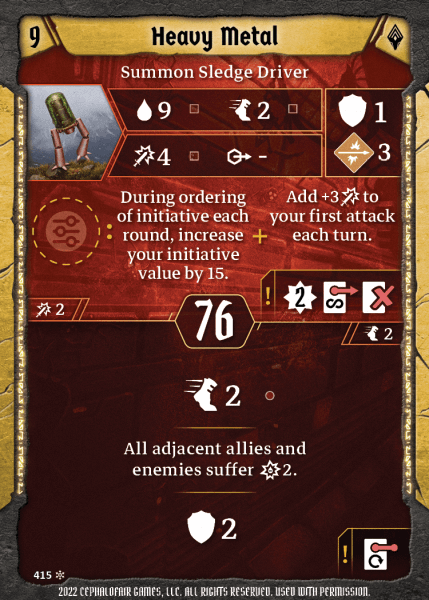 9
Heavy Metal
Summon Sledge Driver
9 2 1
4 - 3
During ordering
of initiative each
round, increase
your initiative
value by 15.
:
+
Add +3 to
your first attack
each turn.
! 2
2
76
2
2
All adjacent allies and
enemies suffer 2.
2
!
415
2022 CEPHALOFAIR GAMES, LLC. ALL RIGHTS RESERVED. USED WITH PERMISSION.